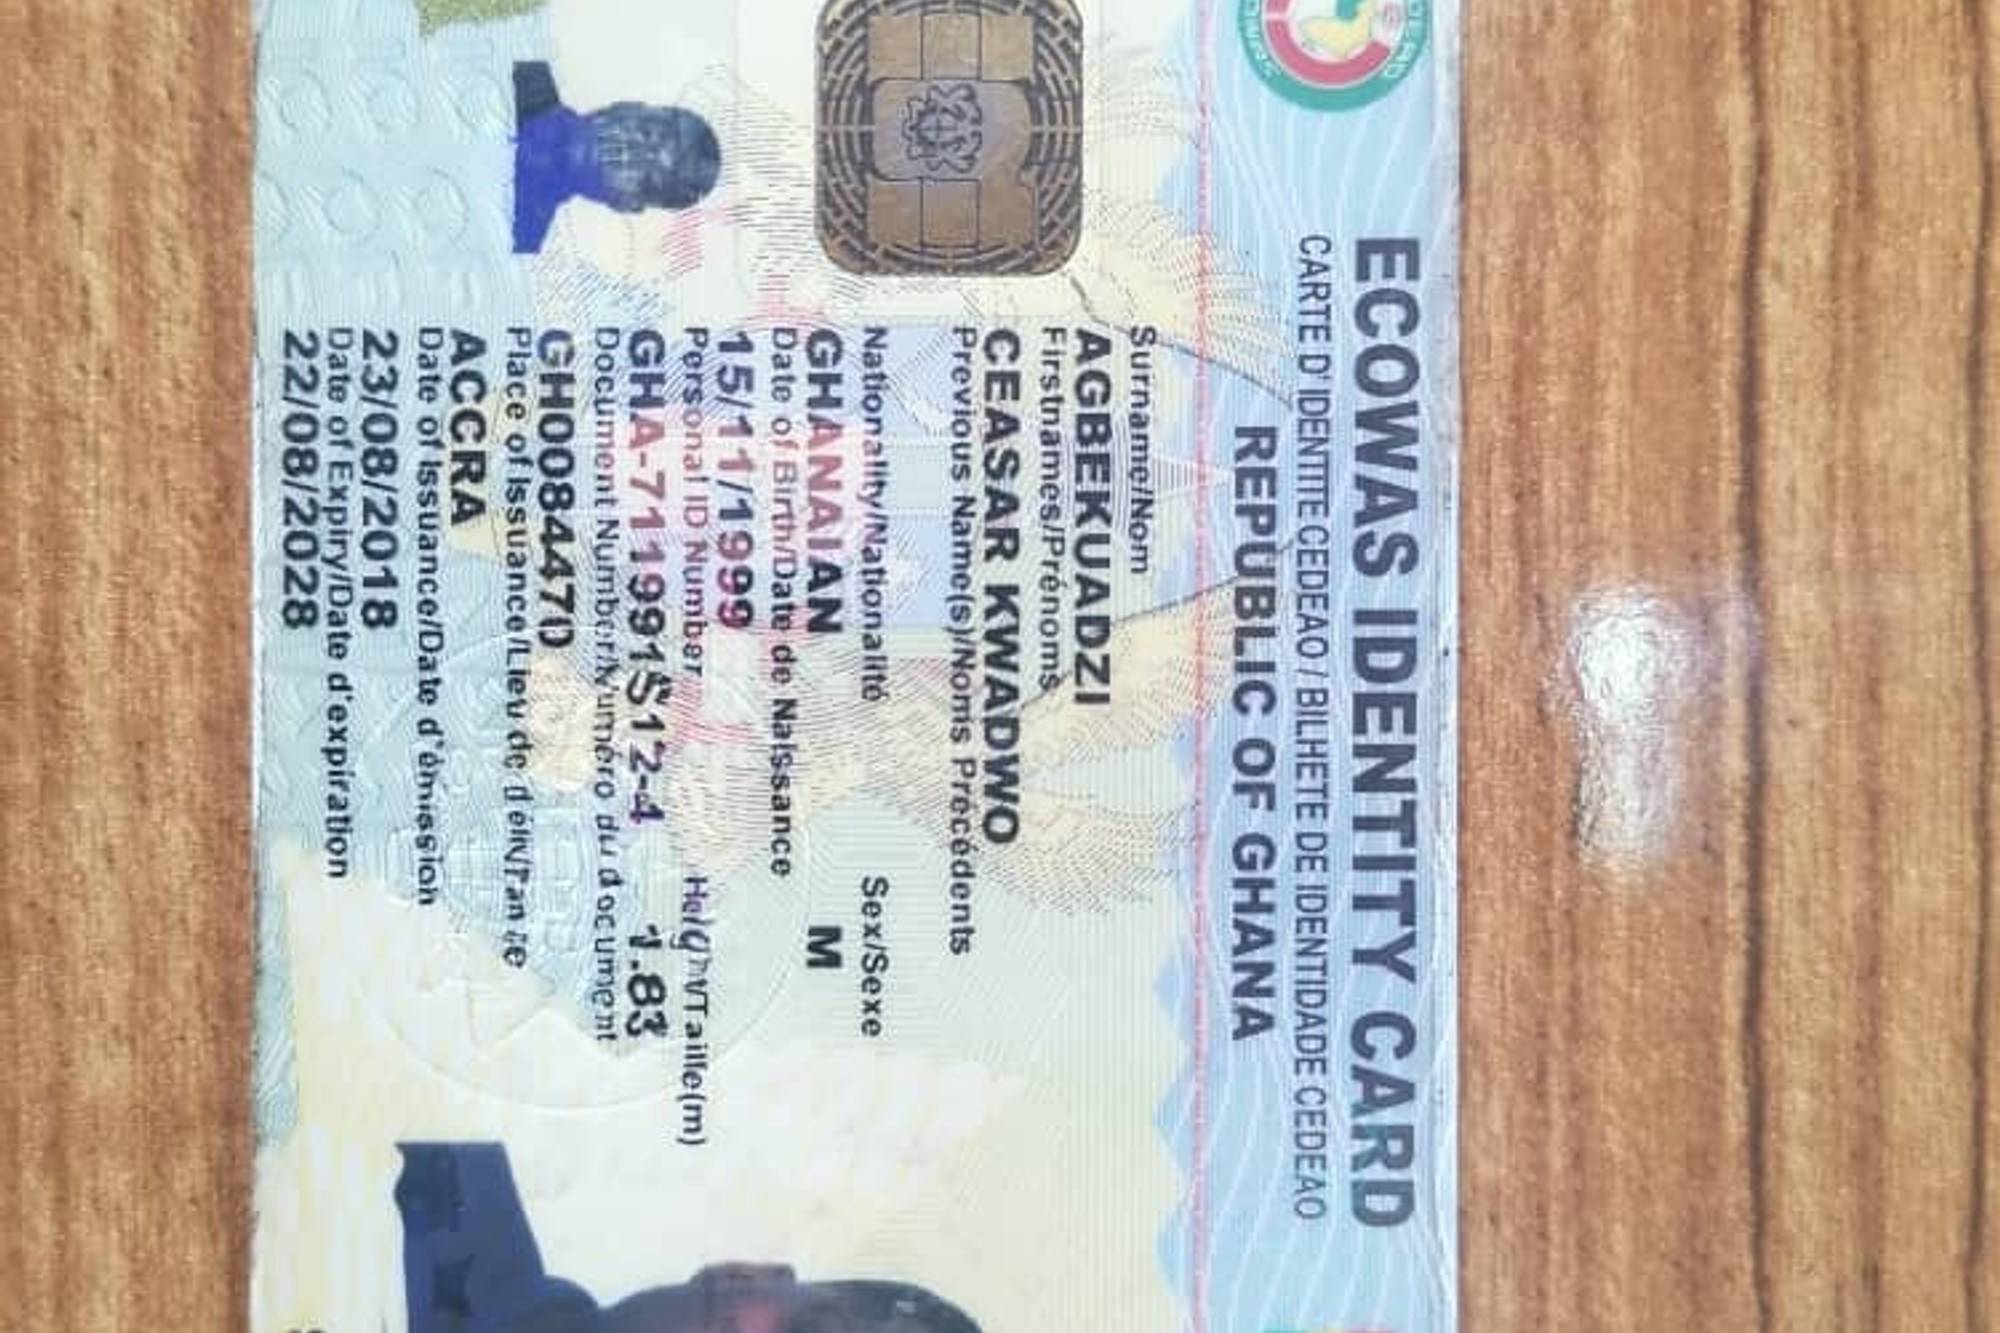 ECOWAS IDENTITY CARD
CARTE D'IDENTITE CEDEAO / BILHETE DE IDENTIDADE CEDEAO
REPUBLIC OF GHANA
Surname/Nom
AGBEKUADZI
Firstnames/Prénoms
CEASAR KWADWO
Previous Name(s)/Noms Précédents
Nationality/Nationalité Sex/Sexe
GHANAIAN M
Date of Birth/Date de Naissance
15/11/1999
Personal ID Number Height/Taille(m)
GHA-711991512-4 1.83
Document Number/Numéro du document
GH0084470
Place of Issuance/Lieu de délivrance
ACCRA
Date of Issuance/Date d'émission
23/08/2018
Date of Expiry/Date d'expiration
22/08/2028